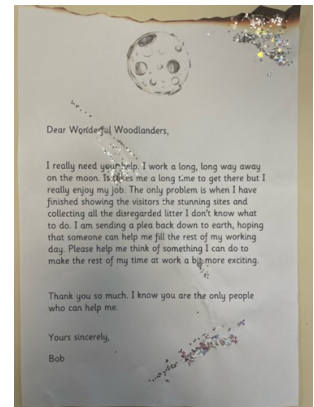 Dear Wonderful Woodlanders,
I really need your help. I work a long, long way away
on the moon. It takes me a long time to get there but I
really enjoy my job. The only problem is when I have
finished showing the visitors the stunning sites and
collecting all the disregarded litter I don't know what
to do. I am sending a plea back down to earth, hoping
that someone can help me fill the rest of my working
day. Please help me think of something I can do to
make the rest of my time at work a bit more exciting.
Thank you so much. I know you are the only people
who can help me.
Yours sincerely,
Bob